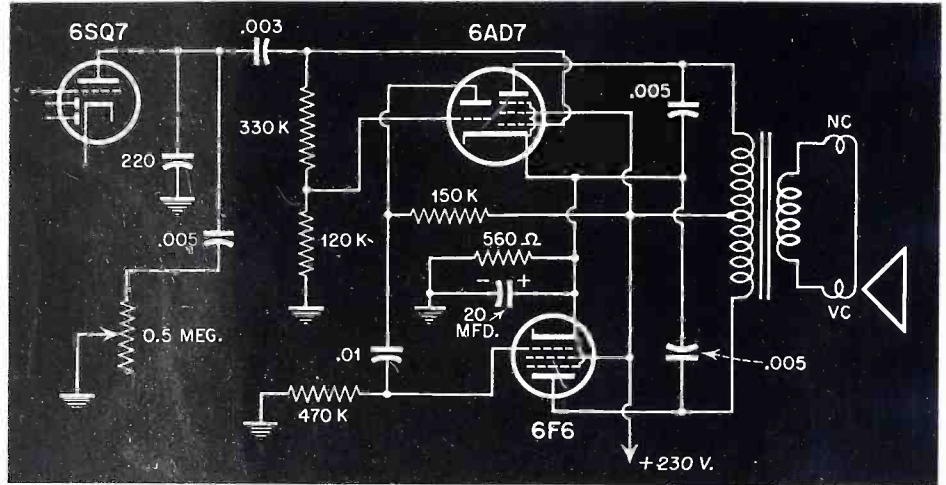 6SQ7
.003
6AD7
.005
NC
330 K
220
150 K
.005
120 K
560 Ω
- +
20
MFD.
0.5 MEG.
VC
.01
.005
470 K
6F6
+230 V.